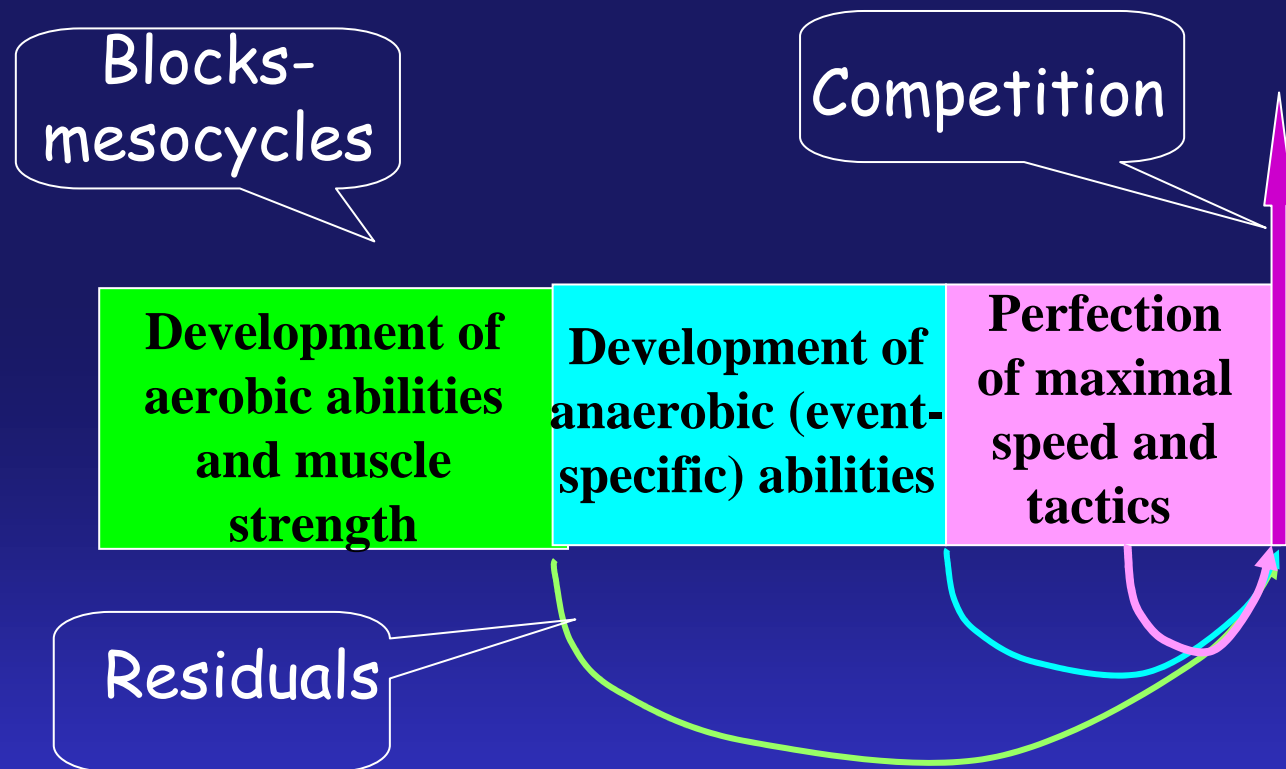 Blocks-
mesocycles
Competition
Development of
aerobic abilities
and muscle
strength
Development of
anaerobic (event-
specific) abilities
Perfection
of maximal
speed and
tactics
Residuals